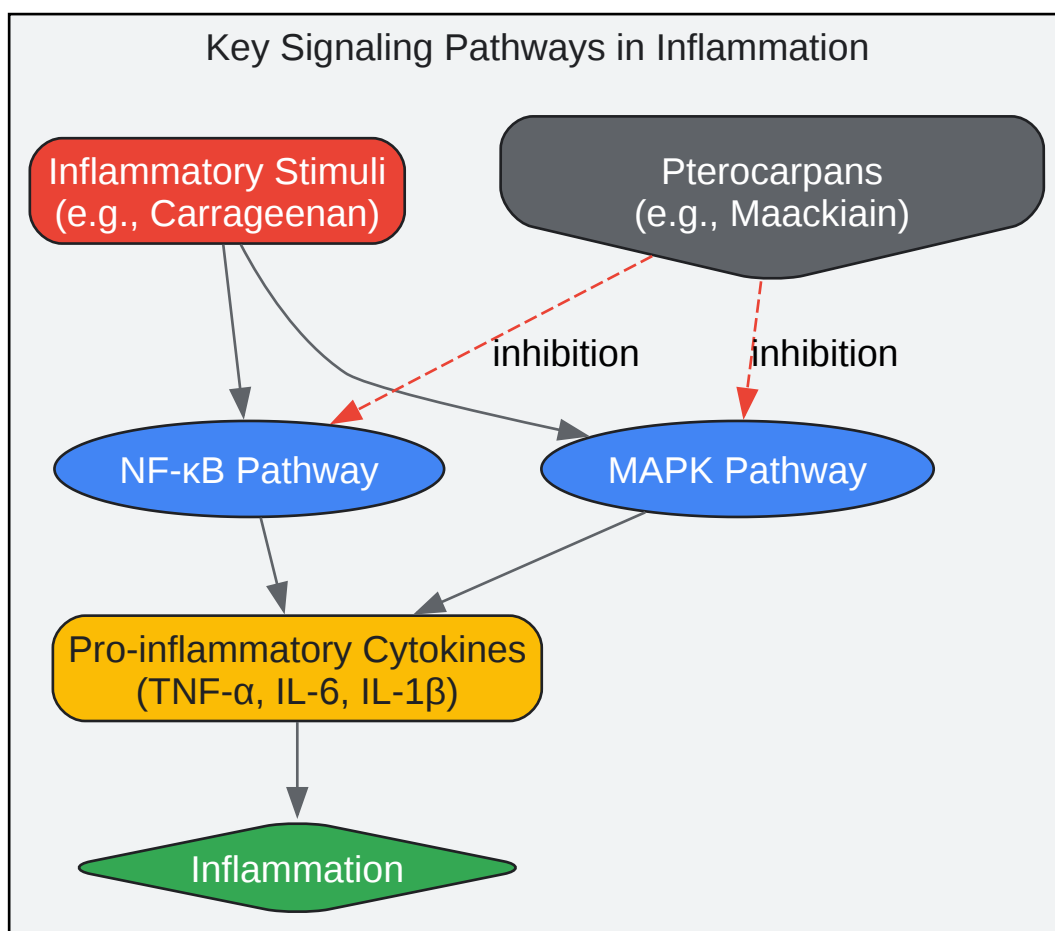 Key Signaling Pathways in Inflammation
Inflammatory Stimuli
(e.g., Carrageenan)
Pterocarpans
(e.g., Maackiain)
inhibition
inhibition
NF-κB Pathway
MAPK Pathway
Pro-inflammatory Cytokines
(TNF-α, IL-6, IL-1β)
Inflammation